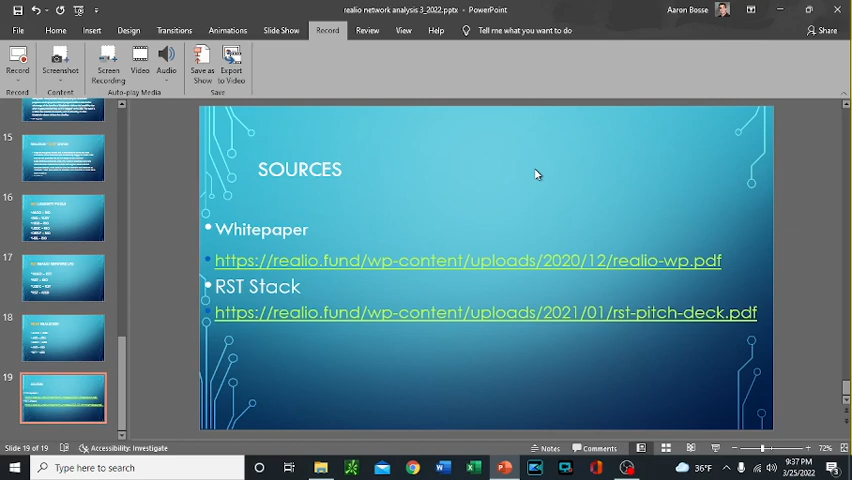 realio network analysis 3_2022.pptx - PowerPoint
Aaron Bosse
File Home Insert Design Transitions Animations Slide Show Record Review View Help Tell me what you want to do Share
Record Screenshot Screen Recording Video Audio Save as Show Export to Video
Record Content Auto-play Media Save
SOURCES
Whitepaper
https://realio.fund/wp-content/uploads/2020/12/realio-wp.pdf
RST Stack
https://realio.fund/wp-content/uploads/2021/01/rst-pitch-deck.pdf
15
16
17
18
19
Slide 19 of 19 Accessibility: Investigate Notes Comments 72%
Type here to search
36°F
9:37 PM
3/25/2022
3